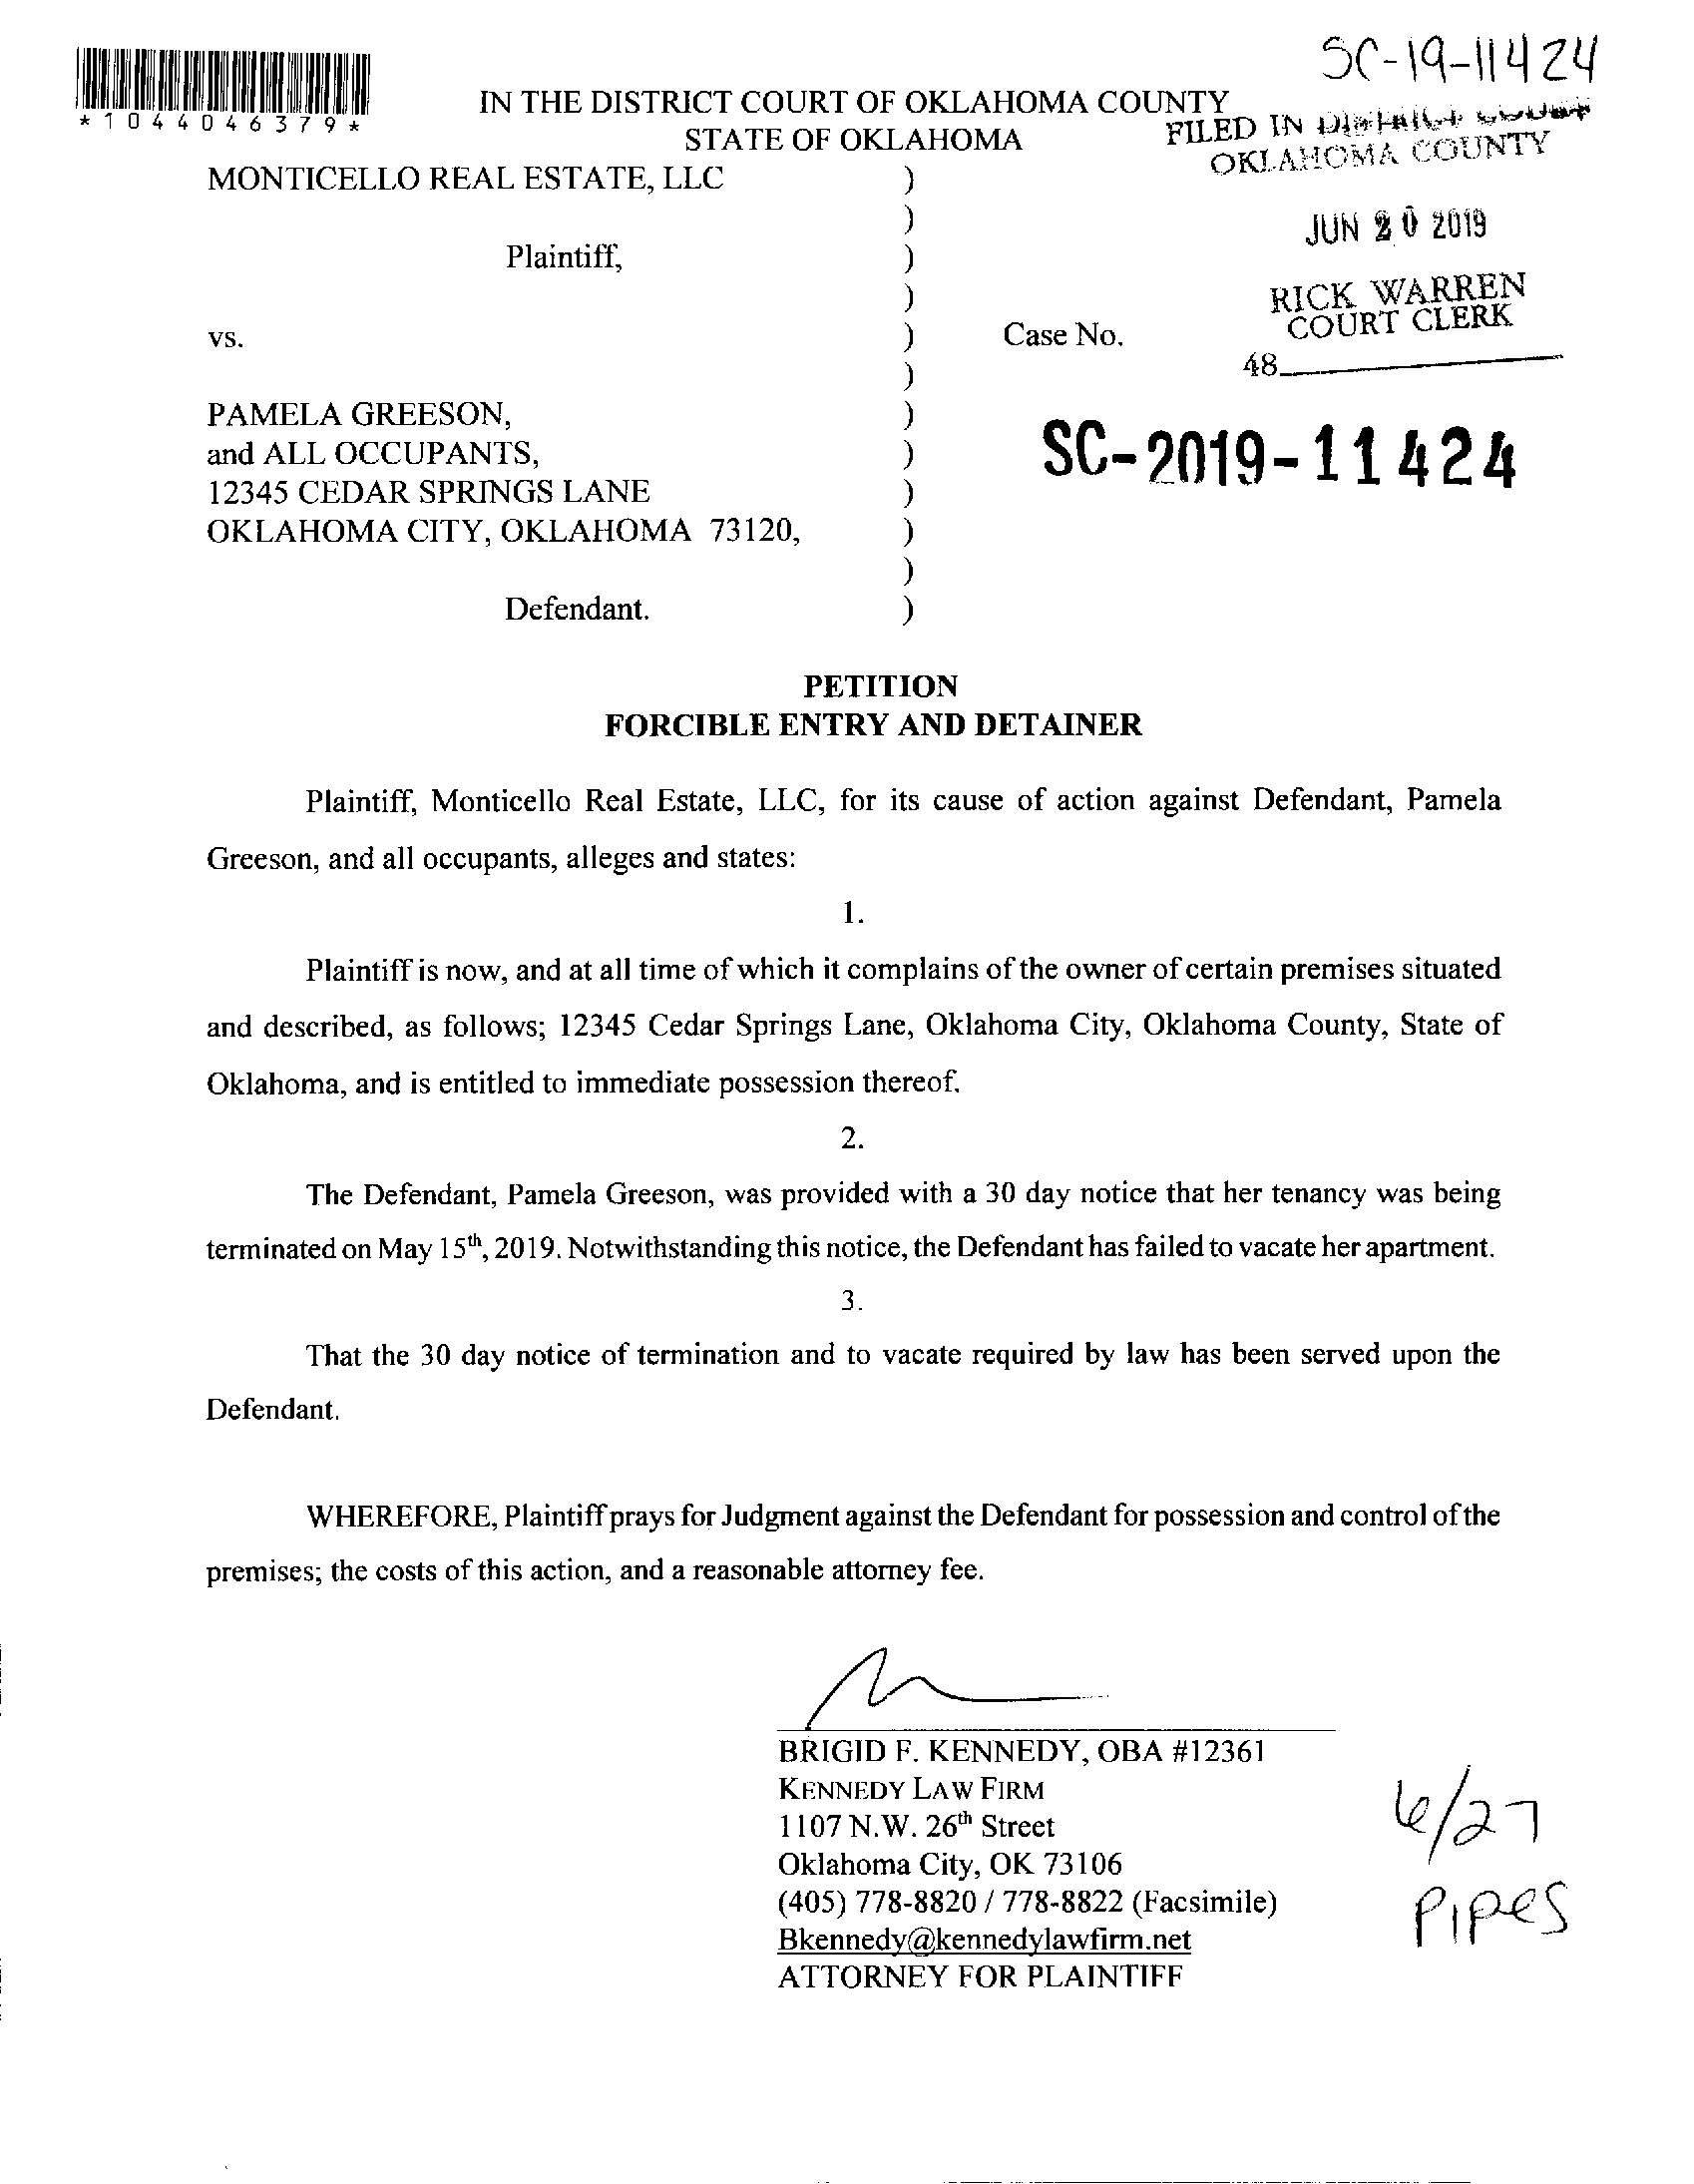 SC-19-11424
*1044046379*
IN THE DISTRICT COURT OF OKLAHOMA COUNTY
STATE OF OKLAHOMA
FILED IN DISTRICT COURT
OKLAHOMA COUNTY
JUN 20 2019
RICK WARREN
COURT CLERK
48
MONTICELLO REAL ESTATE, LLC )
)
Plaintiff, )
)
vs. ) Case No.
)
PAMELA GREESON, )
and ALL OCCUPANTS, ) SC-2019-11424
12345 CEDAR SPRINGS LANE )
OKLAHOMA CITY, OKLAHOMA 73120, )
)
Defendant. )
PETITION
FORCIBLE ENTRY AND DETAINER
Plaintiff, Monticello Real Estate, LLC, for its cause of action against Defendant, Pamela
Greeson, and all occupants, alleges and states:
1.
Plaintiff is now, and at all time of which it complains of the owner of certain premises situated
and described, as follows; 12345 Cedar Springs Lane, Oklahoma City, Oklahoma County, State of
Oklahoma, and is entitled to immediate possession thereof.
2.
The Defendant, Pamela Greeson, was provided with a 30 day notice that her tenancy was being
terminated on May 15th, 2019. Notwithstanding this notice, the Defendant has failed to vacate her apartment.
3.
That the 30 day notice of termination and to vacate required by law has been served upon the
Defendant.
WHEREFORE, Plaintiff prays for Judgment against the Defendant for possession and control of the
premises; the costs of this action, and a reasonable attorney fee.
BRIGID F. KENNEDY, OBA #12361
KENNEDY LAW FIRM
1107 N.W. 26th Street
Oklahoma City, OK 73106
(405) 778-8820 / 778-8822 (Facsimile)
Bkennedy@kennedylawfirm.net
ATTORNEY FOR PLAINTIFF
6/27
Pipes